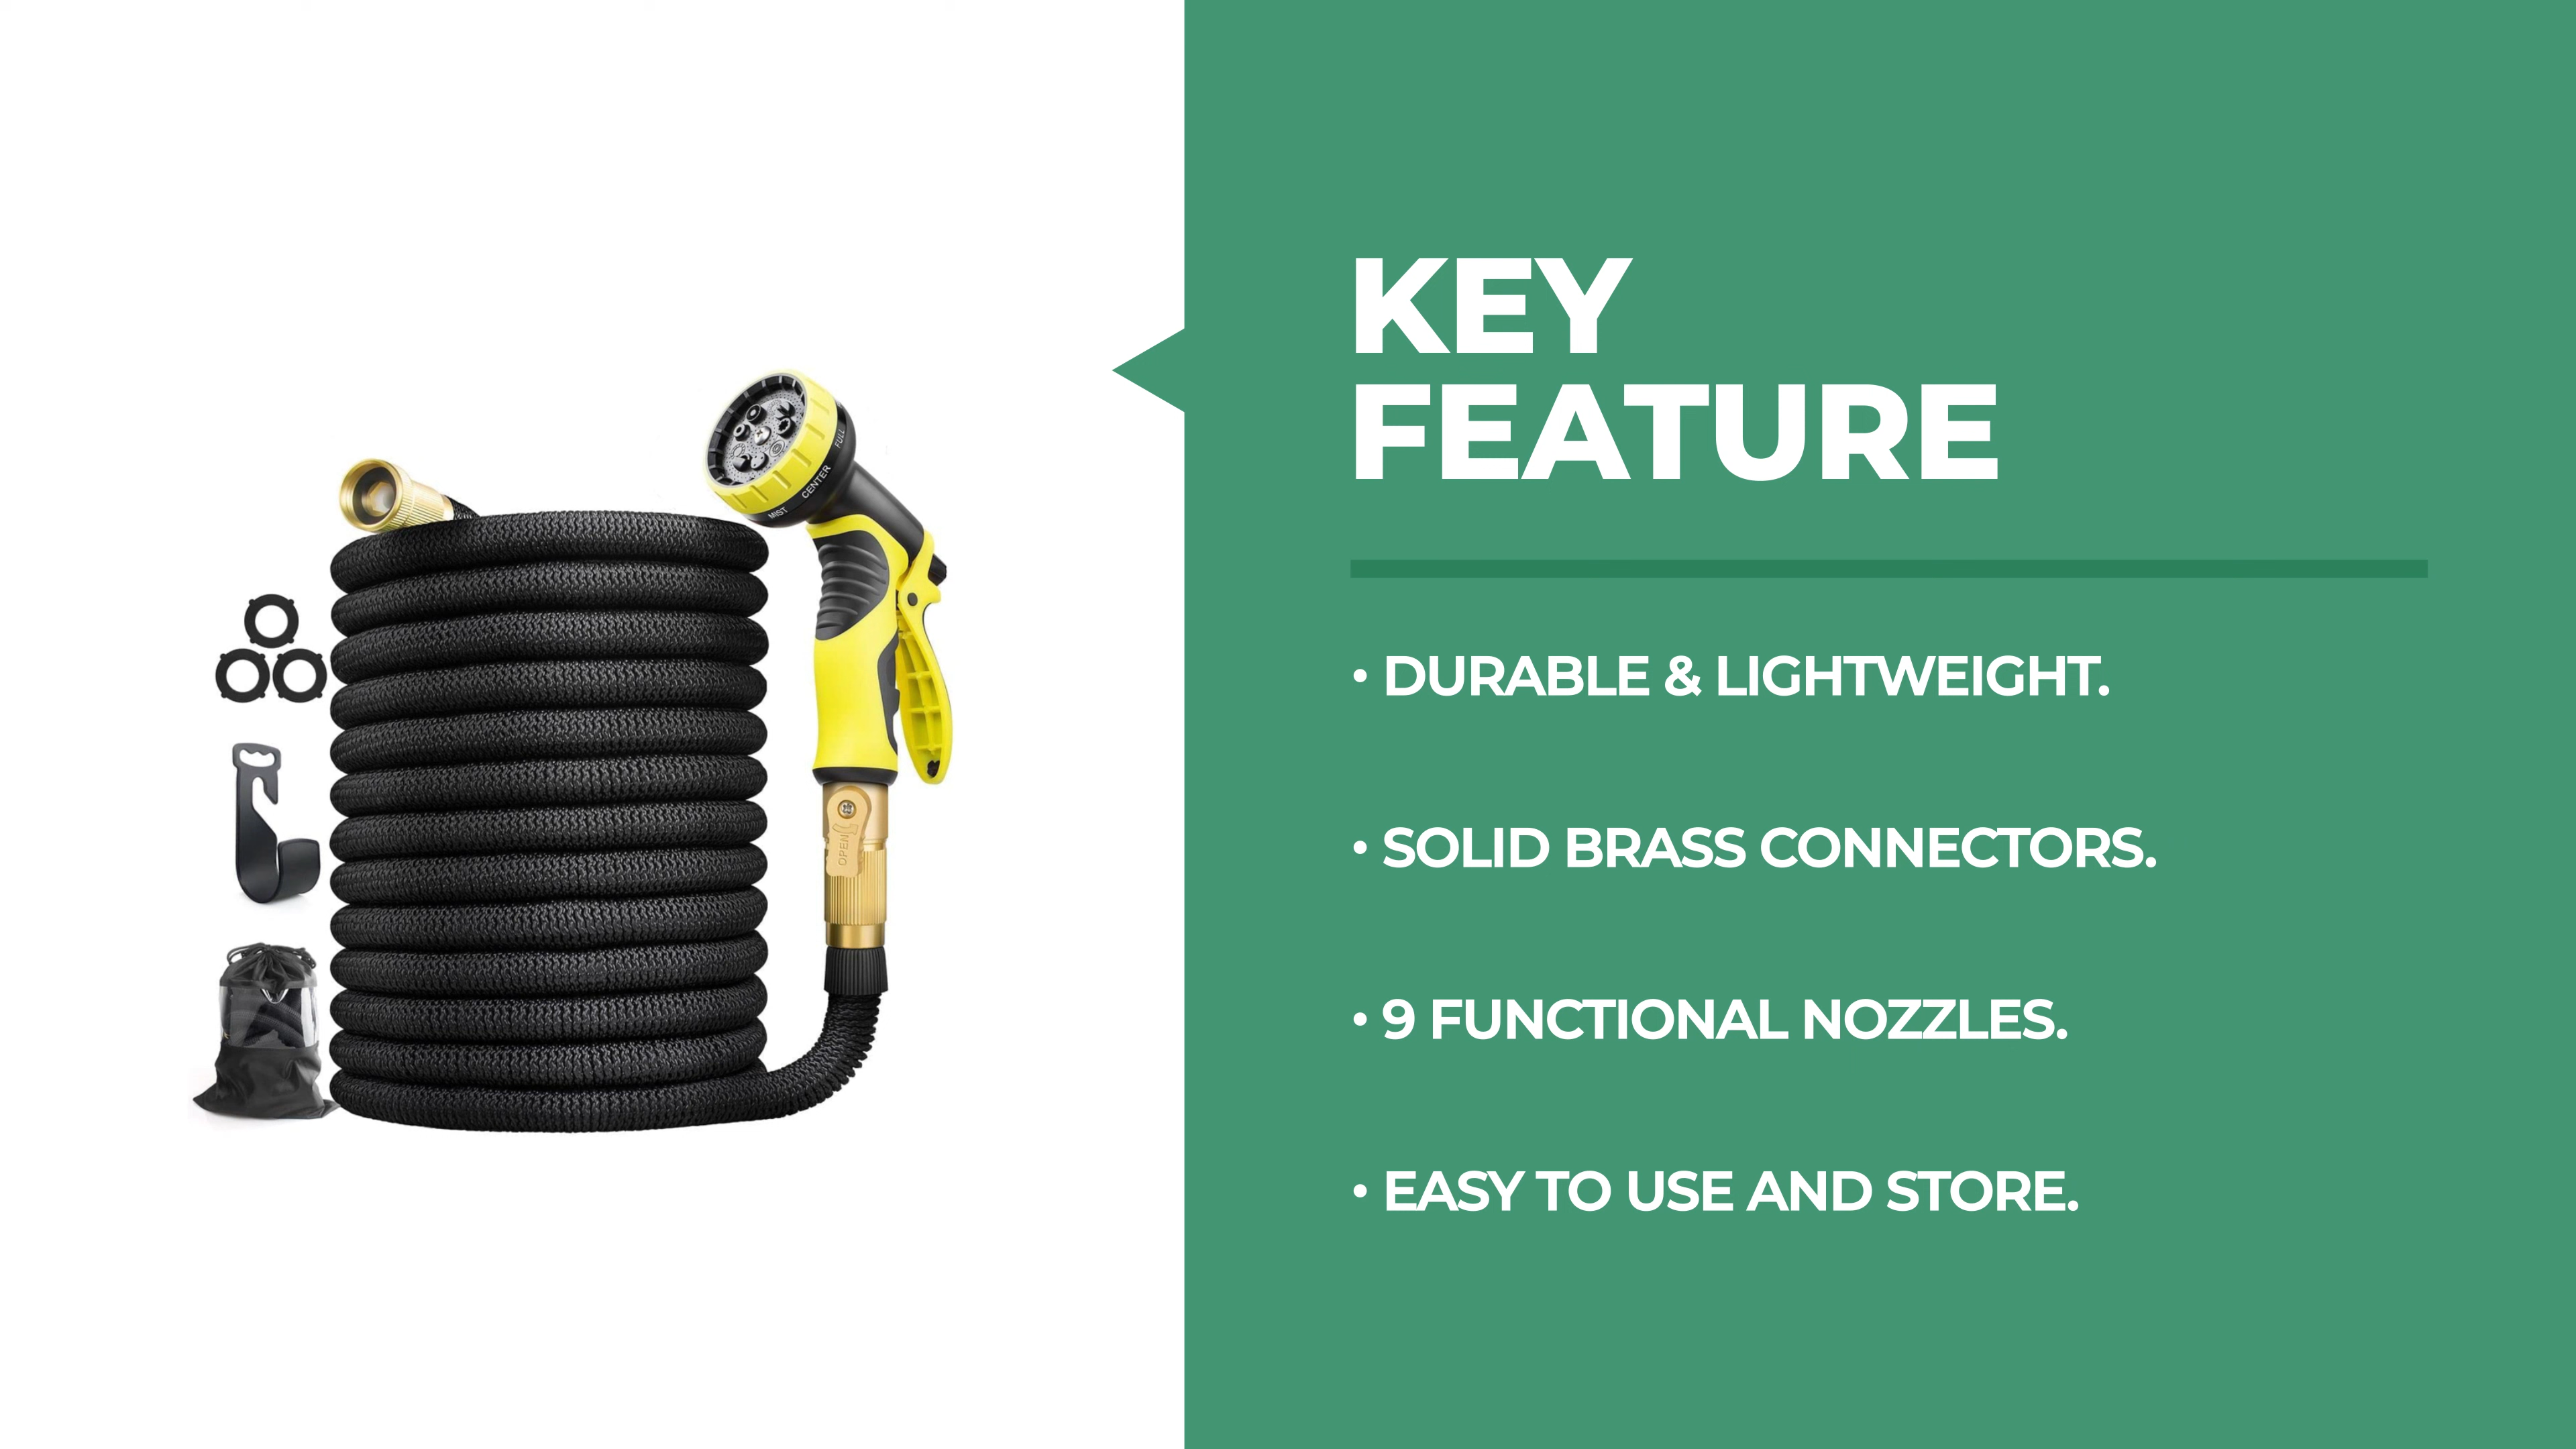 KEY
FEATURE
• DURABLE & LIGHTWEIGHT.
• SOLID BRASS CONNECTORS.
• 9 FUNCTIONAL NOZZLES.
• EASY TO USE AND STORE.
FULL
CENTER
MIST
OPEN